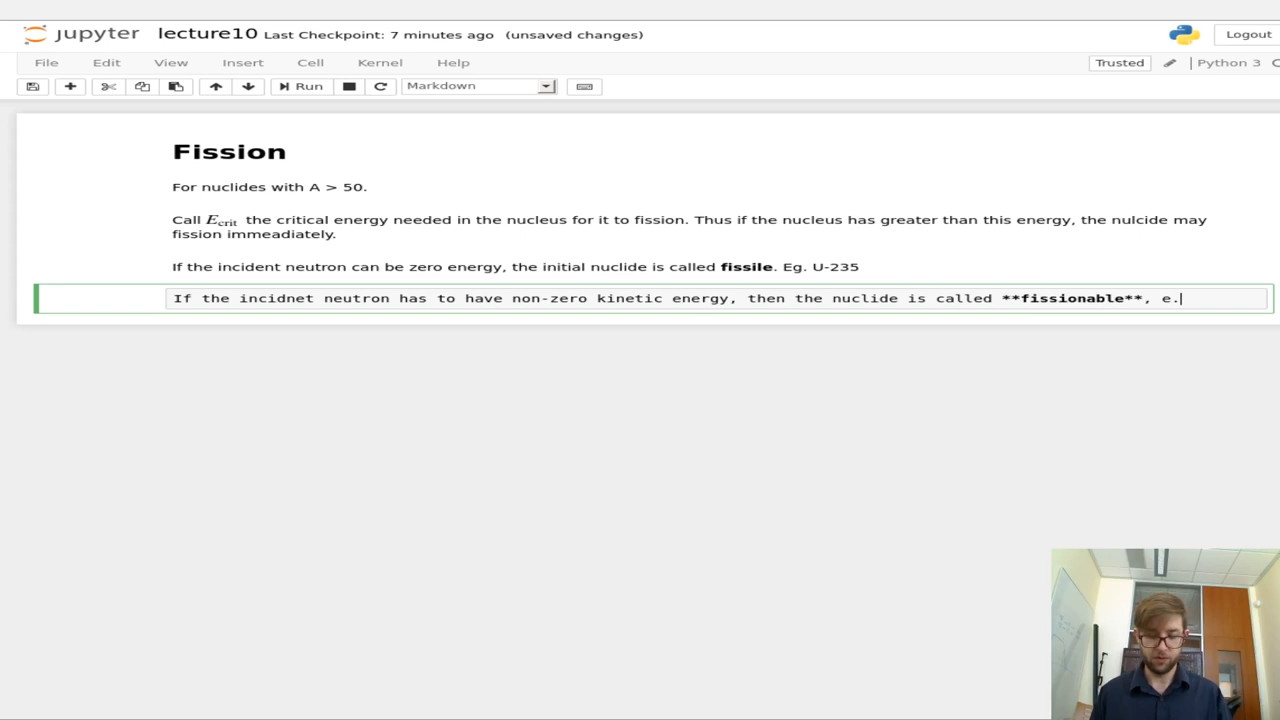 jupyter lecture10 Last Checkpoint: 7 minutes ago (unsaved changes) Logout
File Edit View Insert Cell Kernel Help Trusted Python 3
Run Markdown
Fission
For nuclides with A > 50.
Call E_crit the critical energy needed in the nucleus for it to fission. Thus if the nucleus has greater than this energy, the nulcide may
fission immeadiately.
If the incident neutron can be zero energy, the initial nuclide is called fissile. Eg. U-235
If the incidnet neutron has to have non-zero kinetic energy, then the nuclide is called **fissionable**, e.